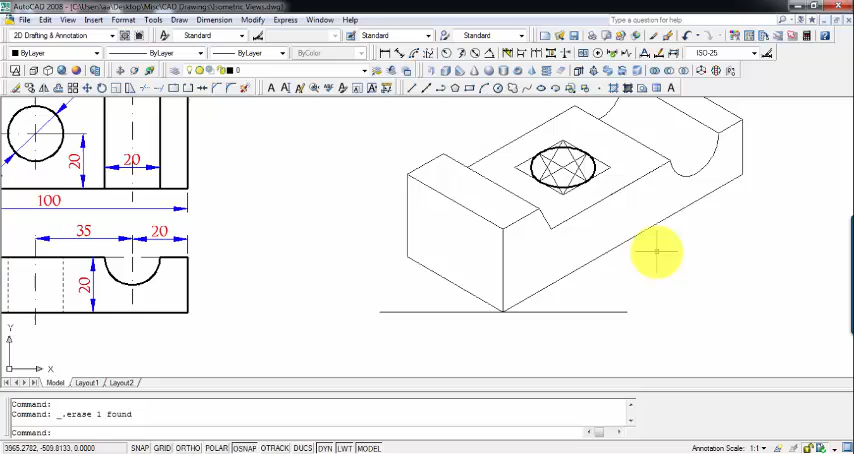 AutoCAD 2008 - [C:\Users\aa\Desktop\Misc\CAD Drawings\Isometric Views.dwg]
File Edit View Insert Format Tools Draw Dimension Modify Express Window Help
Type a question for help
2D Drafting & Annotation Standard Standard Standard
ByLayer ByLayer ByLayer ByColor ISO-25
0
20 20
100
35 20
20
Y
X
Model Layout1 Layout2
Command:
Command: _.erase 1 found
Command:
3965.2782, -509.8133, 0.0000 SNAP GRID ORTHO POLAR OSNAP OTRACK DUCS DYN LWT MODEL Annotation Scale: 1:1